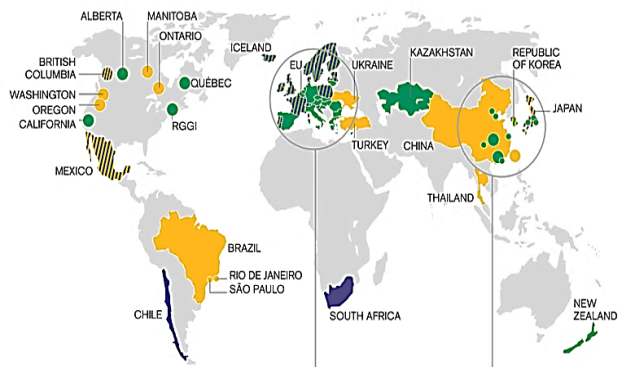 ALBERTA
MANITOBA
ONTARIO
BRITISH
COLUMBIA
WASHINGTON
OREGON
CALIFORNIA
QUÉBEC
RGGI
MEXICO
ICELAND
EU
UKRAINE
KAZAKHSTAN
REPUBLIC
OF KOREA
JAPAN
TURKEY
CHINA
THAILAND
BRAZIL
RIO DE JANEIRO
SÃO PAULO
CHILE
SOUTH AFRICA
NEW
ZEALAND